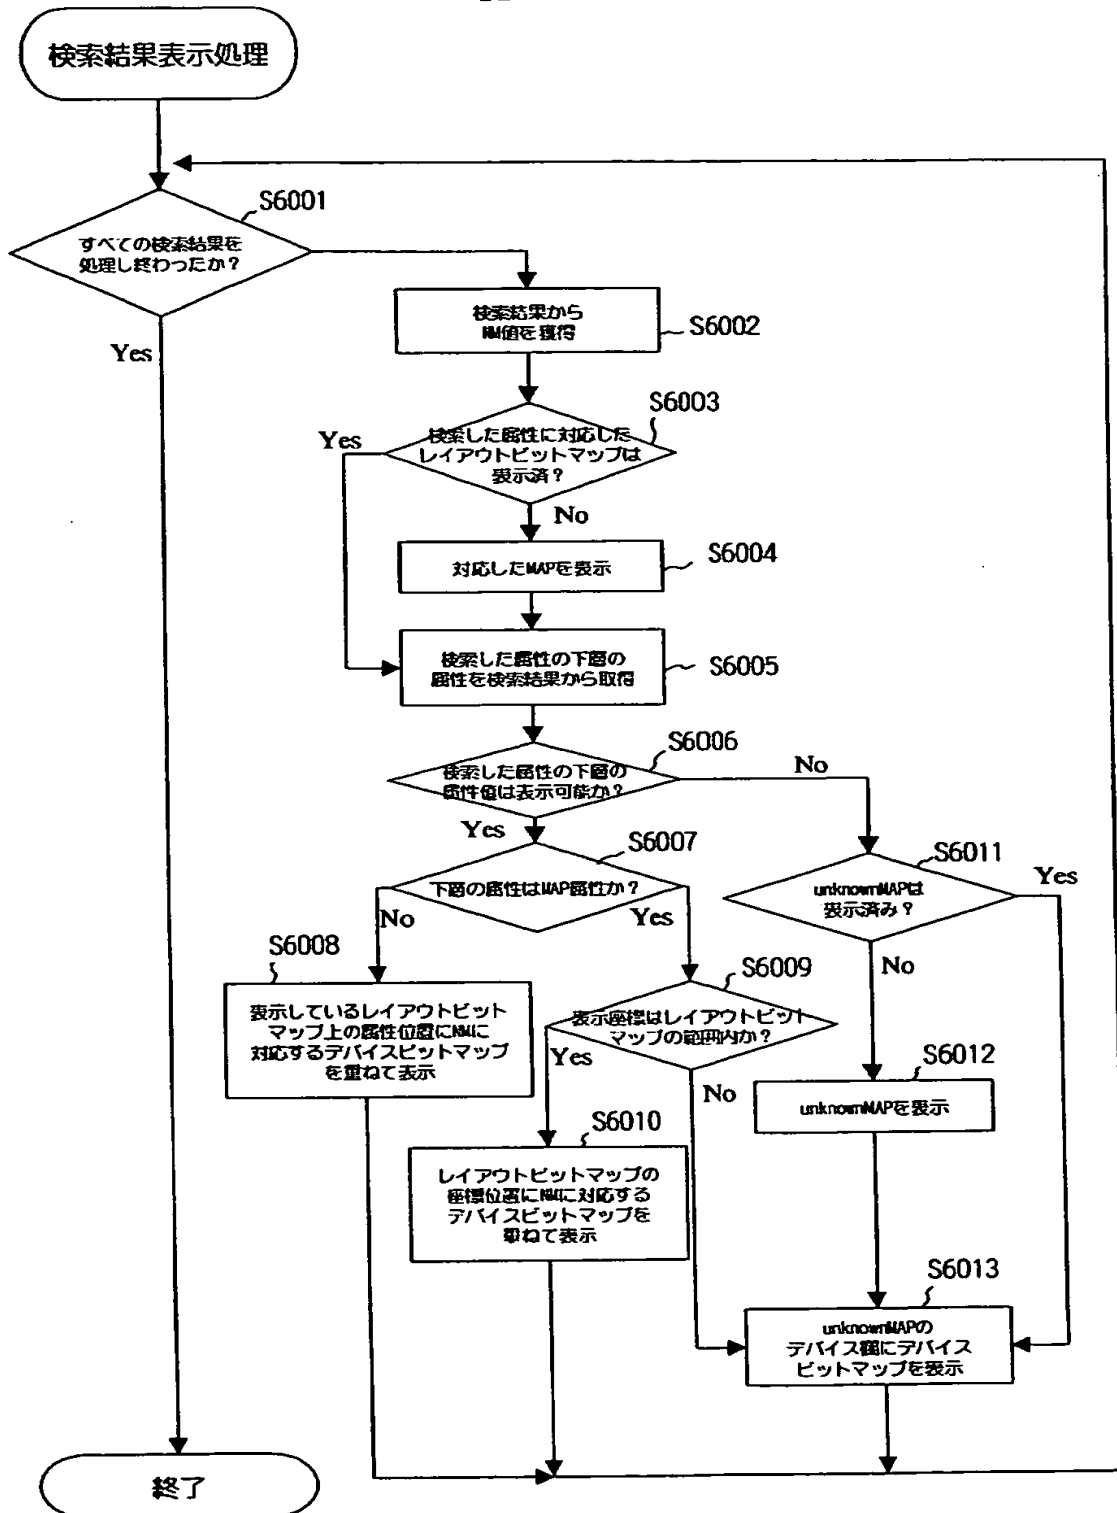 検索結果表示処理
S6001
すべての検索結果を
処理し終わったか？
Yes
検索結果から
NM値を獲得
S6002
S6003
Yes
検索した属性に対応した
レイアウトビットマップは
表示済？
No
対応したMAPを表示
S6004
検索した属性の下層の
属性を検索結果から取得
S6005
S6006
検索した属性の下層の
属性値は表示可能か？
No
Yes
S6007
下層の属性はMAP属性か？
No
Yes
S6011
unknownMAPは
表示済み？
Yes
No
S6008
表示しているレイアウトビット
マップ上の属性位置にNMに
対応するデバイスビットマップ
を重ねて表示
S6009
表示座標はレイアウトビット
マップの範囲内か？
Yes
No
S6012
unknownMAPを表示
S6010
レイアウトビットマップの
座標位置にNMに対応する
デバイスビットマップを
重ねて表示
S6013
unknownMAPの
デバイス欄にデバイス
ビットマップを表示
終了